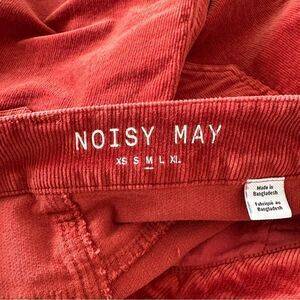 NOISY MAY
XS S M L XL
Made in
Bangladesh
Fabriqué au
Bangladesh